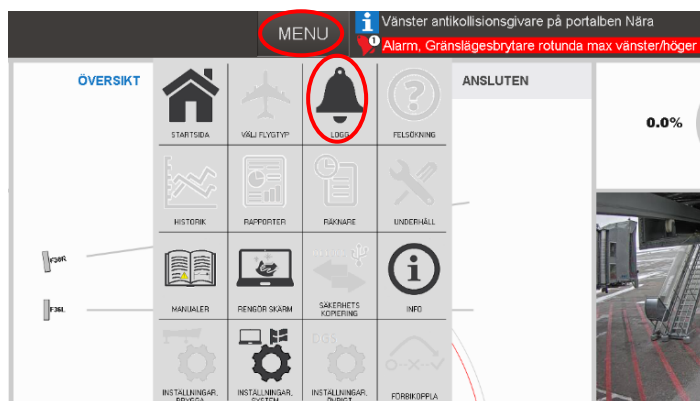 MENU
Vänster antikollisionsgivare på portalben Nära
Alarm, Gränslägesbrytare rotunda max vänster/höger
ÖVERSIKT
ANSLUTEN
STARTSIDA
VÄLJ FLYGTYP
LOGG
FELSÖKNING
0.0%
HISTORIK
RAPPORTER
RÄKNARE
UNDERHÅLL
F36R
F36L
MANUALER
RENGÖR SKÄRM
SÄKERHETS
KOPIERING
INFO
DGS
INSTÄLLNINGAR,
BRYGGA
INSTÄLLNINGAR,
SYSTEM
INSTÄLLNINGAR,
ÖVRIGT
FÖRBIKOPPLA